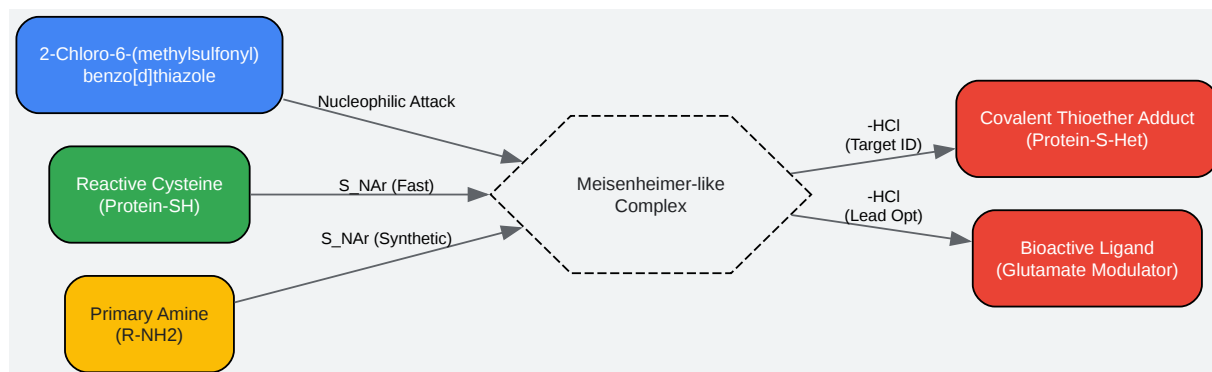 2-Chloro-6-(methylsulfonyl)
benzo[d]thiazole
Nucleophilic Attack
Reactive Cysteine
(Protein-SH)
S_NAr (Fast)
S_NAr (Synthetic)
Primary Amine
(R-NH2)
Meisenheimer-like
Complex
-HCl
(Target ID)
Covalent Thioether Adduct
(Protein-S-Het)
-HCl
(Lead Opt)
Bioactive Ligand
(Glutamate Modulator)